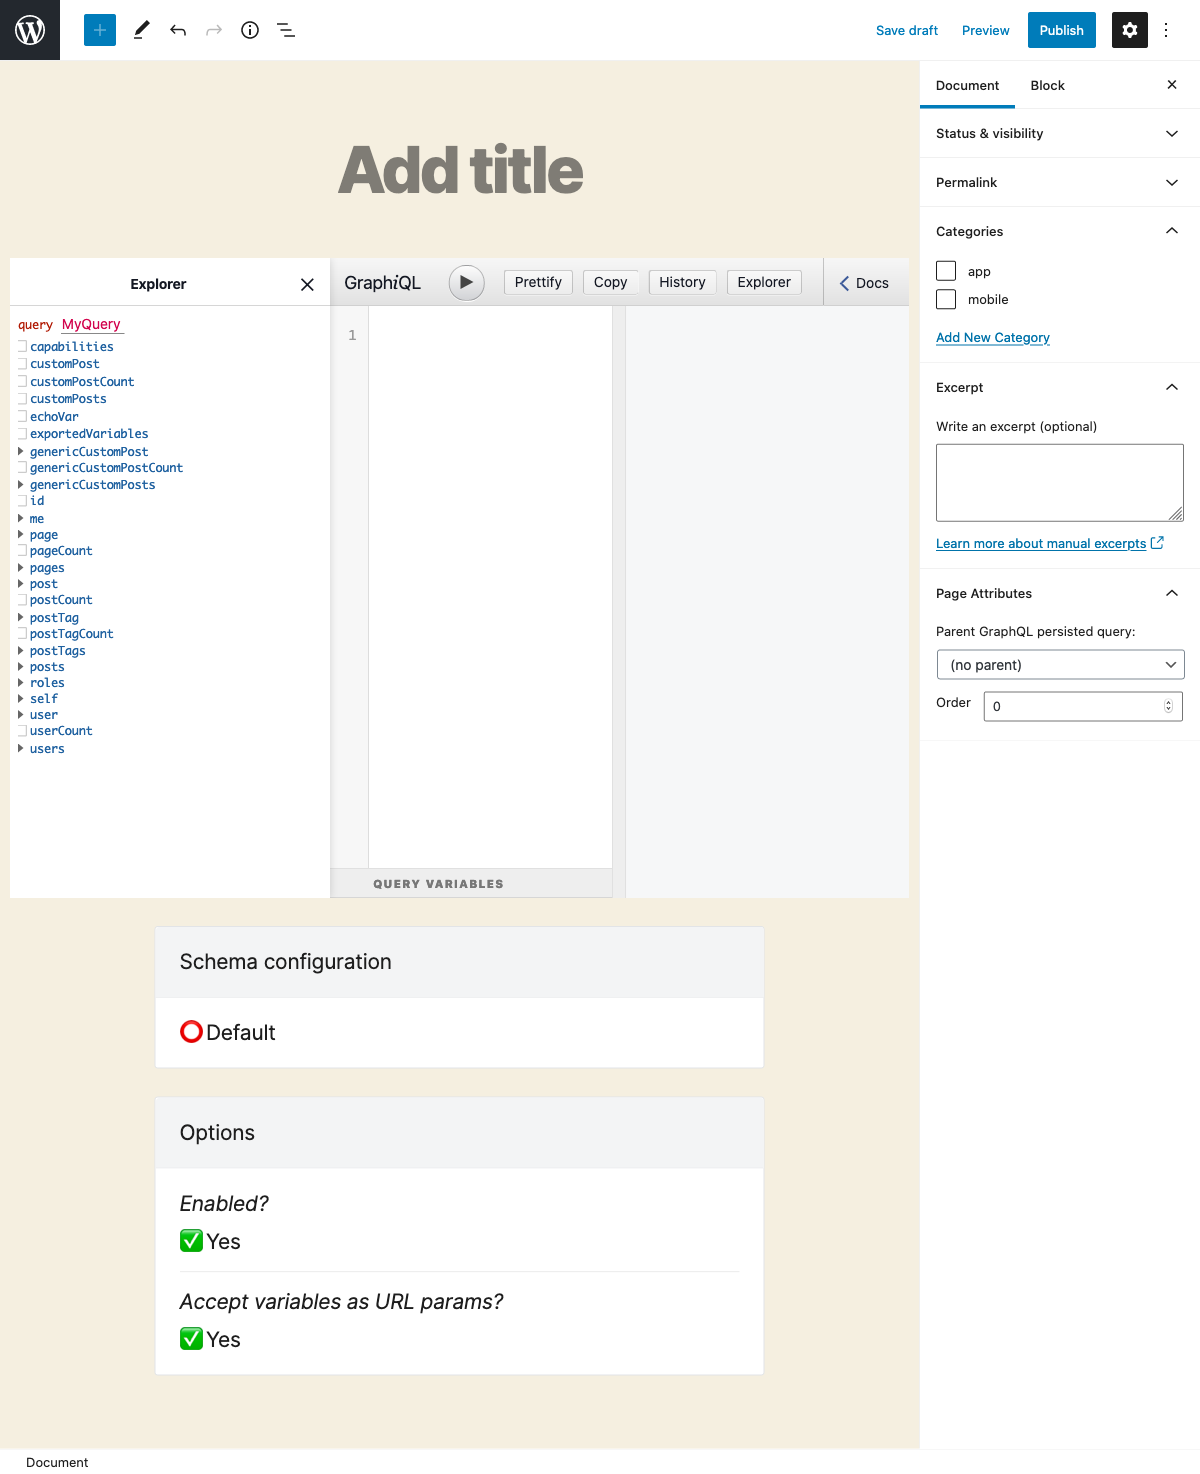 Save draft
Preview
Publish
Document
Block
Status & visibility
Permalink
Categories
app
mobile
Add New Category
Excerpt
Write an excerpt (optional)
Learn more about manual excerpts
Page Attributes
Parent GraphQL persisted query:
(no parent)
Order
0
Add title
Explorer
GraphiQL
Prettify
Copy
History
Explorer
Docs
query MyQuery
capabilities
customPost
customPostCount
customPosts
echoVar
exportedVariables
genericCustomPost
genericCustomPostCount
genericCustomPosts
id
me
page
pageCount
pages
post
postCount
postTag
postTagCount
postTags
posts
roles
self
user
userCount
users
1
QUERY VARIABLES
Schema configuration
Default
Options
Enabled?
Yes
Accept variables as URL params?
Yes
Document